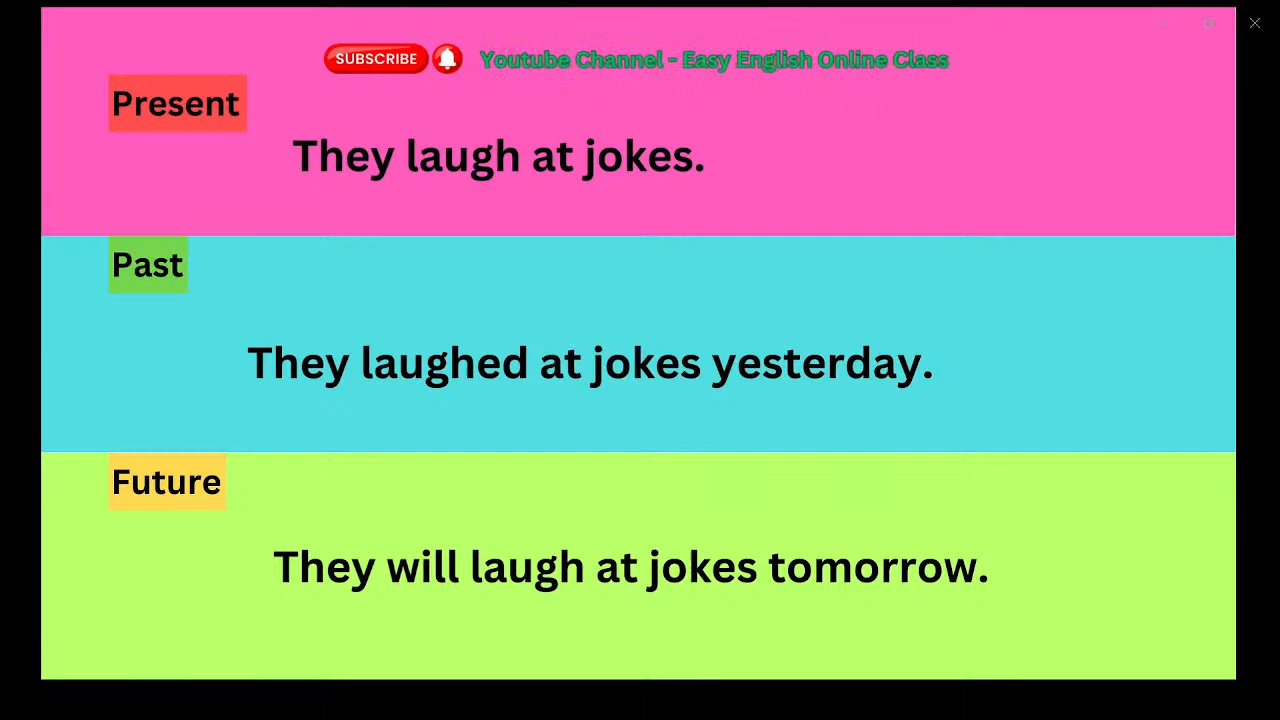 SUBSCRIBE Youtube Channel - Easy English Online Class
Present
They laugh at jokes.
Past
They laughed at jokes yesterday.
Future
They will laugh at jokes tomorrow.